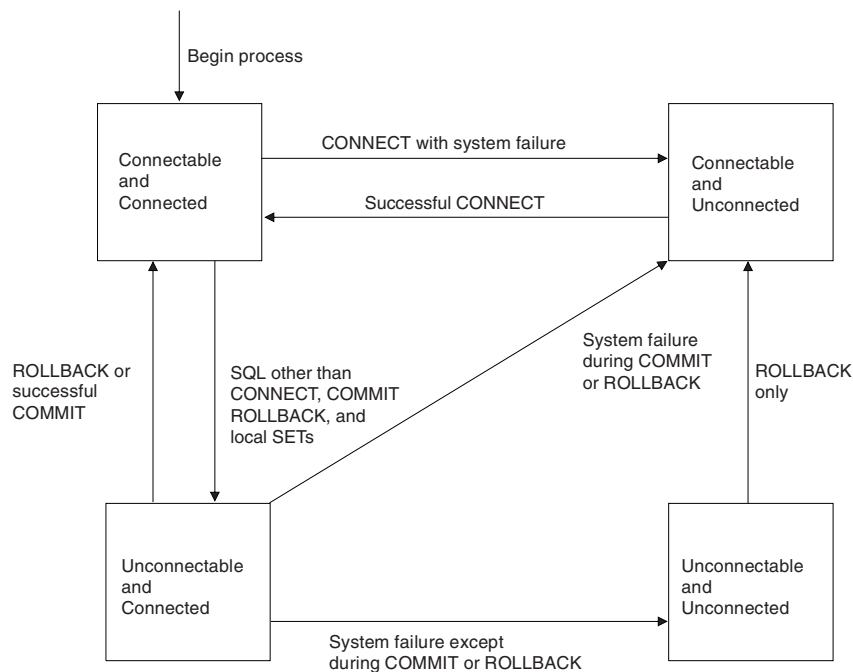 Begin process
Connectable
and
Connected
CONNECT with system failure
Successful CONNECT
Connectable
and
Unconnected
ROLLBACK or
successful
COMMIT
SQL other than
CONNECT, COMMIT
ROLLBACK, and
local SETs
System failure
during COMMIT
or ROLLBACK
ROLLBACK
only
Unconnectable
and
Connected
Unconnectable
and
Unconnected
System failure except
during COMMIT or ROLLBACK